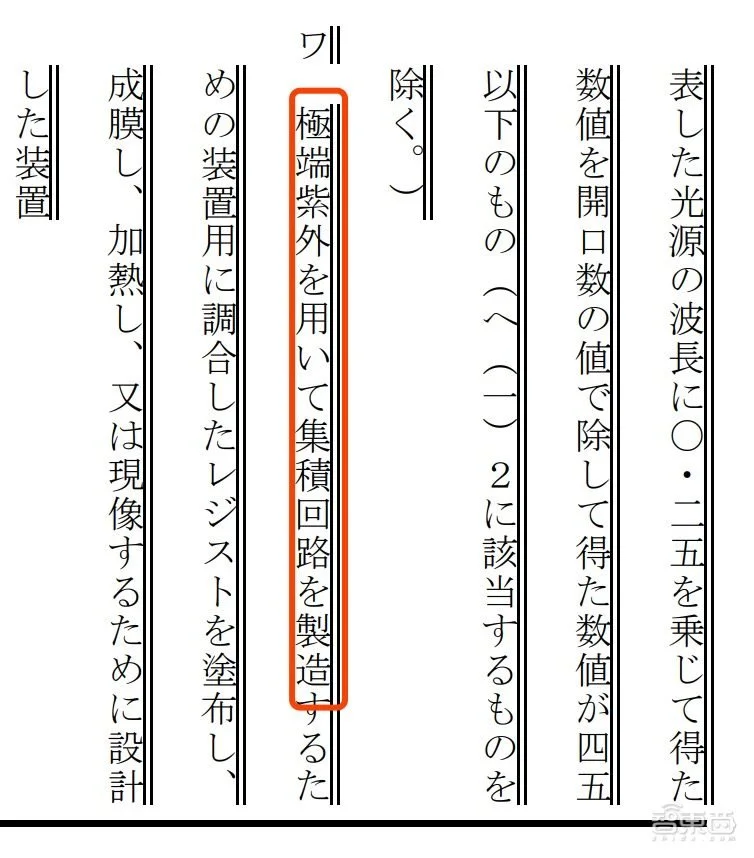 表した光源の波長に〇・二五を乗じて得た
数値を開口数の値で除して得た数値が四五
以下のもの（ヘ（一）２に該当するものを
除く。）
ワ　極端紫外を用いて集積回路を製造するた
めの装置用に調合したレジストを塗布し、
成膜し、加熱し、又は現像するために設計
した装置
智東西